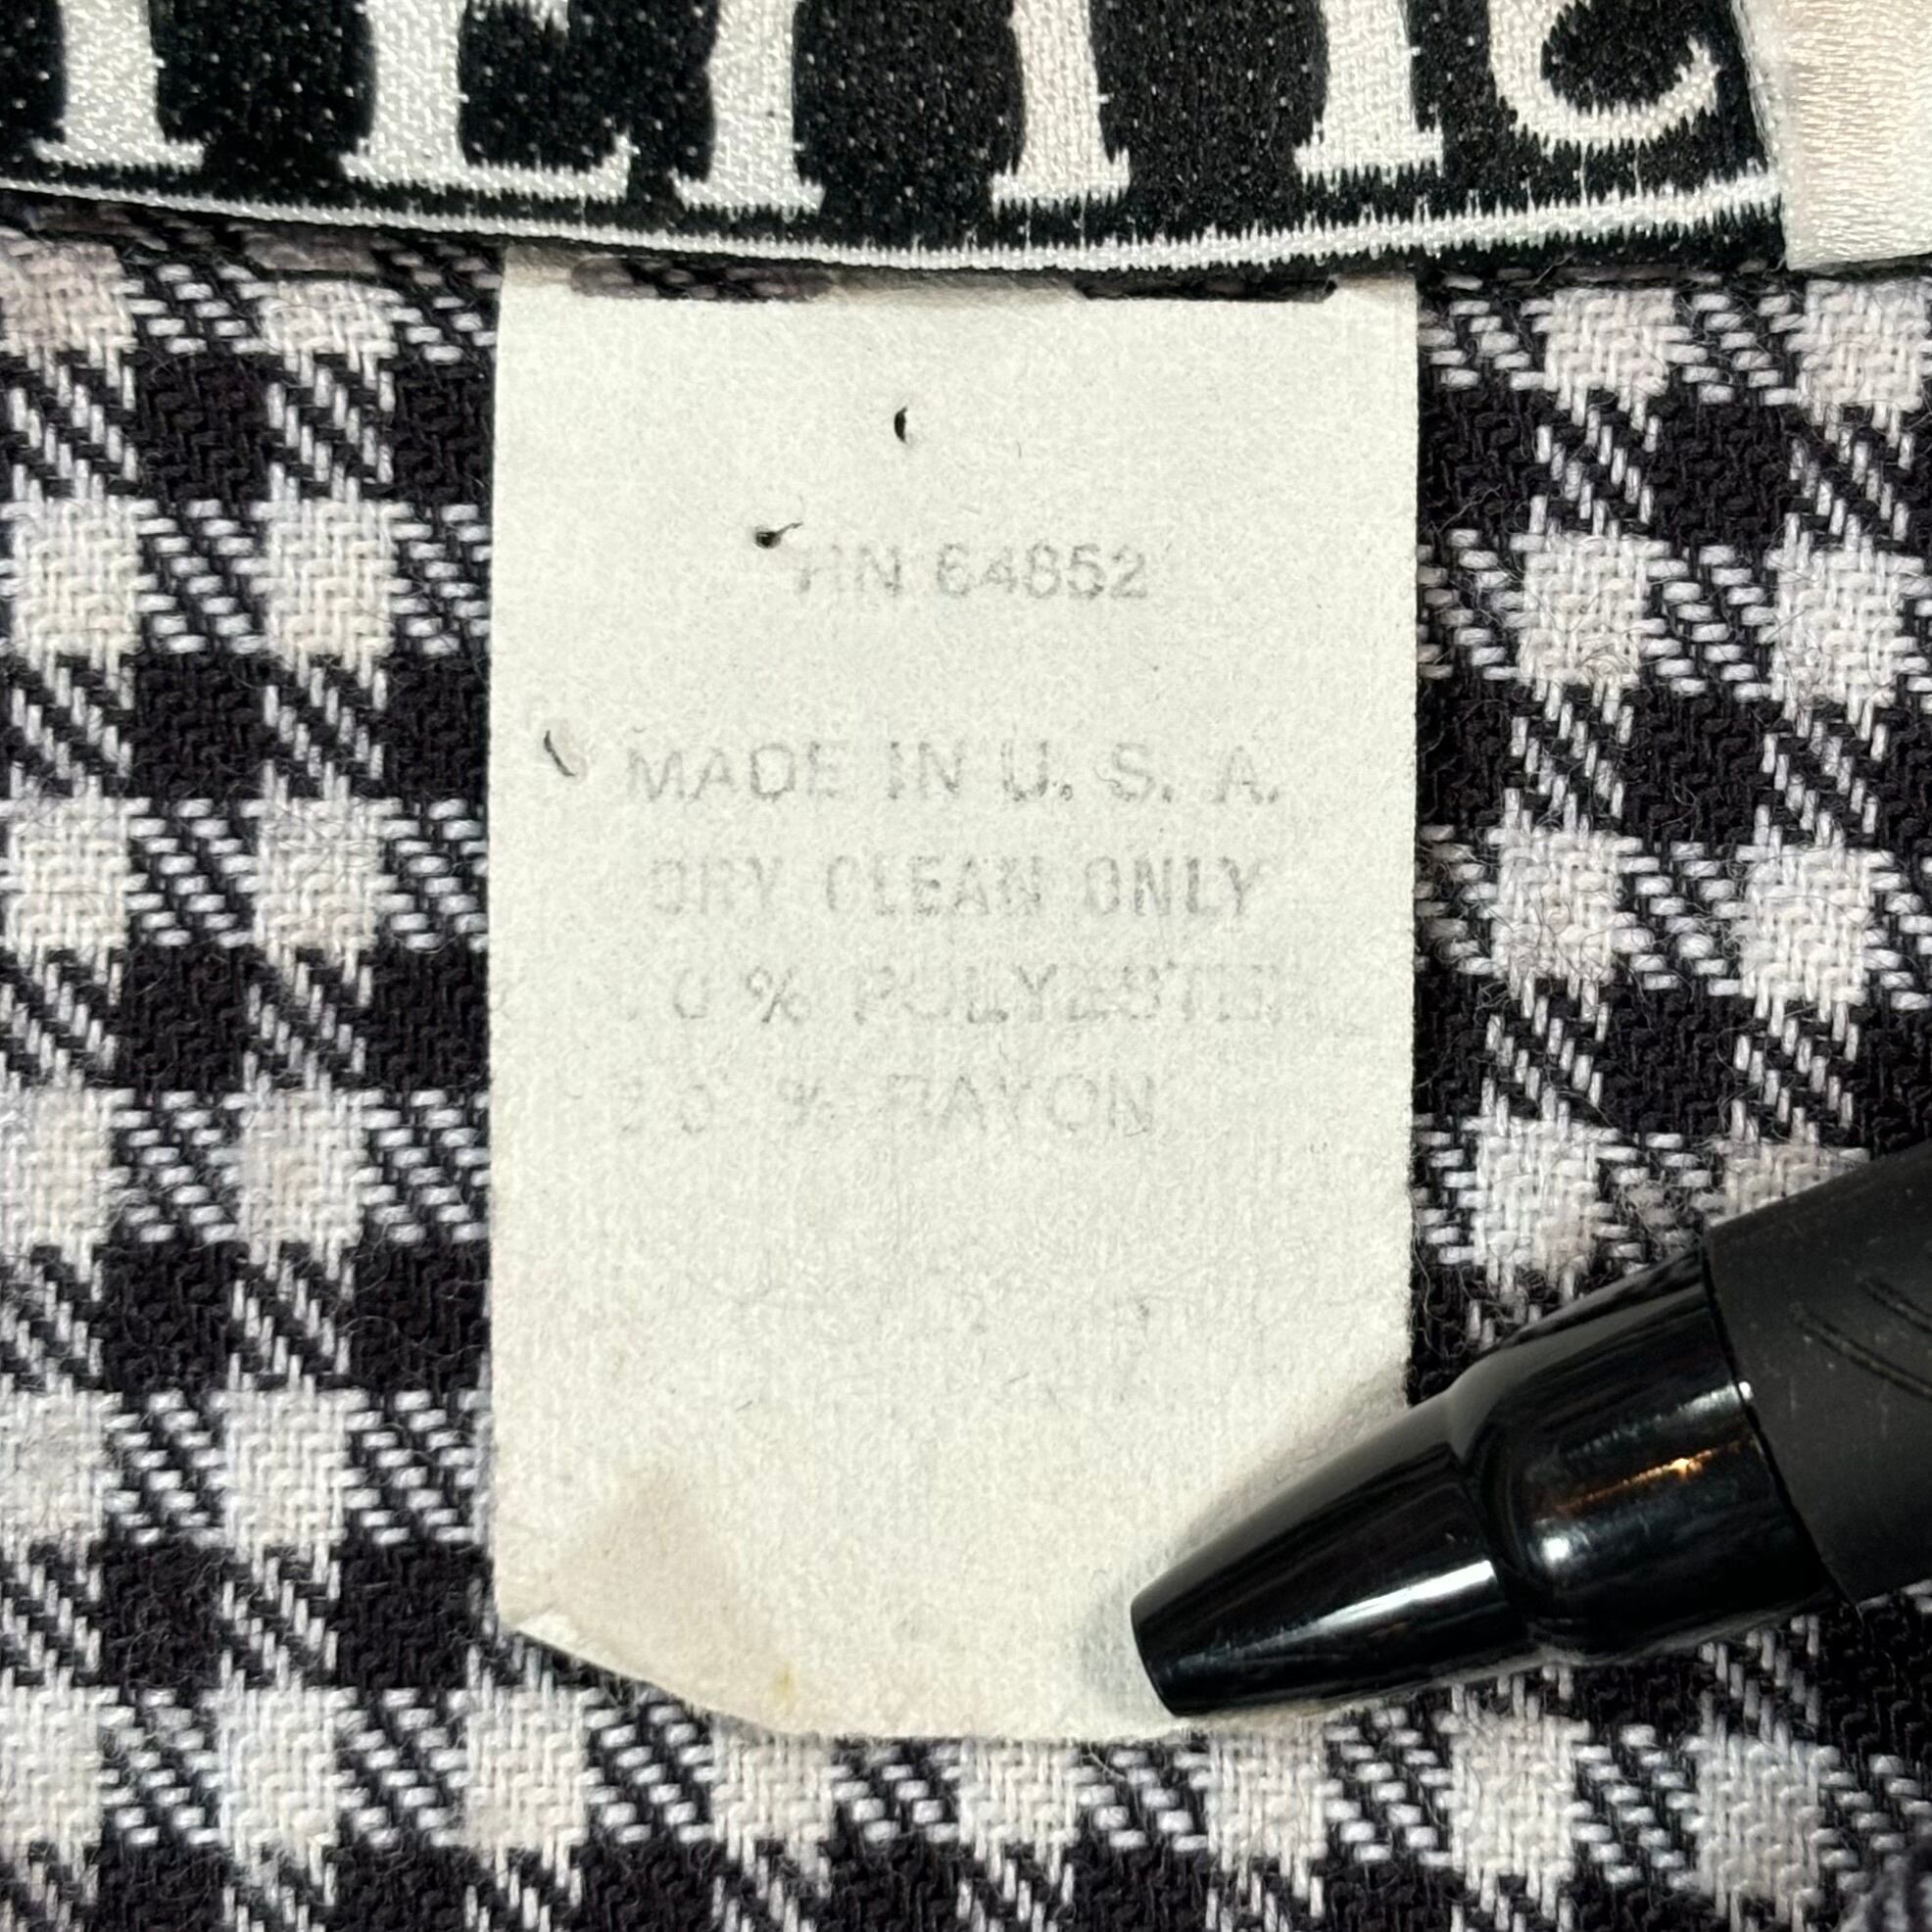 RN 64852
MADE IN U. S. A.
DRY CLEAN ONLY
% POLYESTER
% RAYON